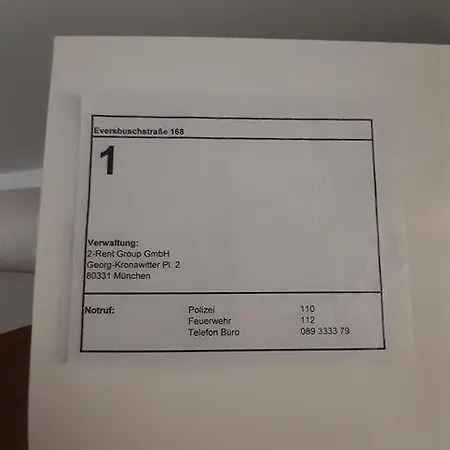 Eversbuschstraße 168
1
Verwaltung:
2-Rent Group GmbH
Georg-Kronawitter Pl. 2
80331 München
Notruf: Polizei 110
Feuerwehr 112
Telefon Büro 089 3333 79